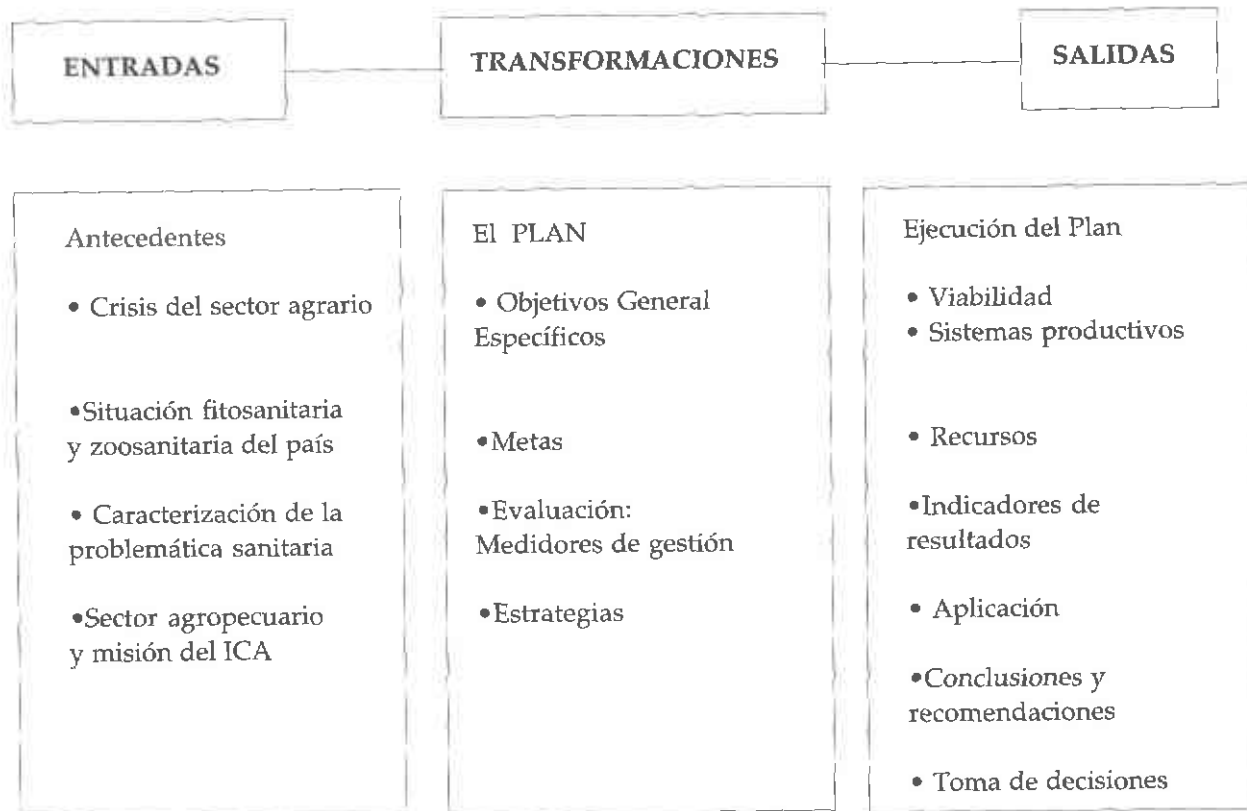 ENTRADAS
TRANSFORMACIONES
SALIDAS
Antecedentes
• Crisis del sector agrario
•Situación fitosanitaria
y zoosanitaria del país
• Caracterización de la
problemática sanitaria
•Sector agropecuario
y misión del ICA
El PLAN
• Objetivos General
Específicos
•Metas
•Evaluación:
Medidores de gestión
•Estrategias
Ejecución del Plan
• Viabilidad
• Sistemas productivos
• Recursos
•Indicadores de
resultados
• Aplicación
•Conclusiones y
recomendaciones
• Toma de decisiones